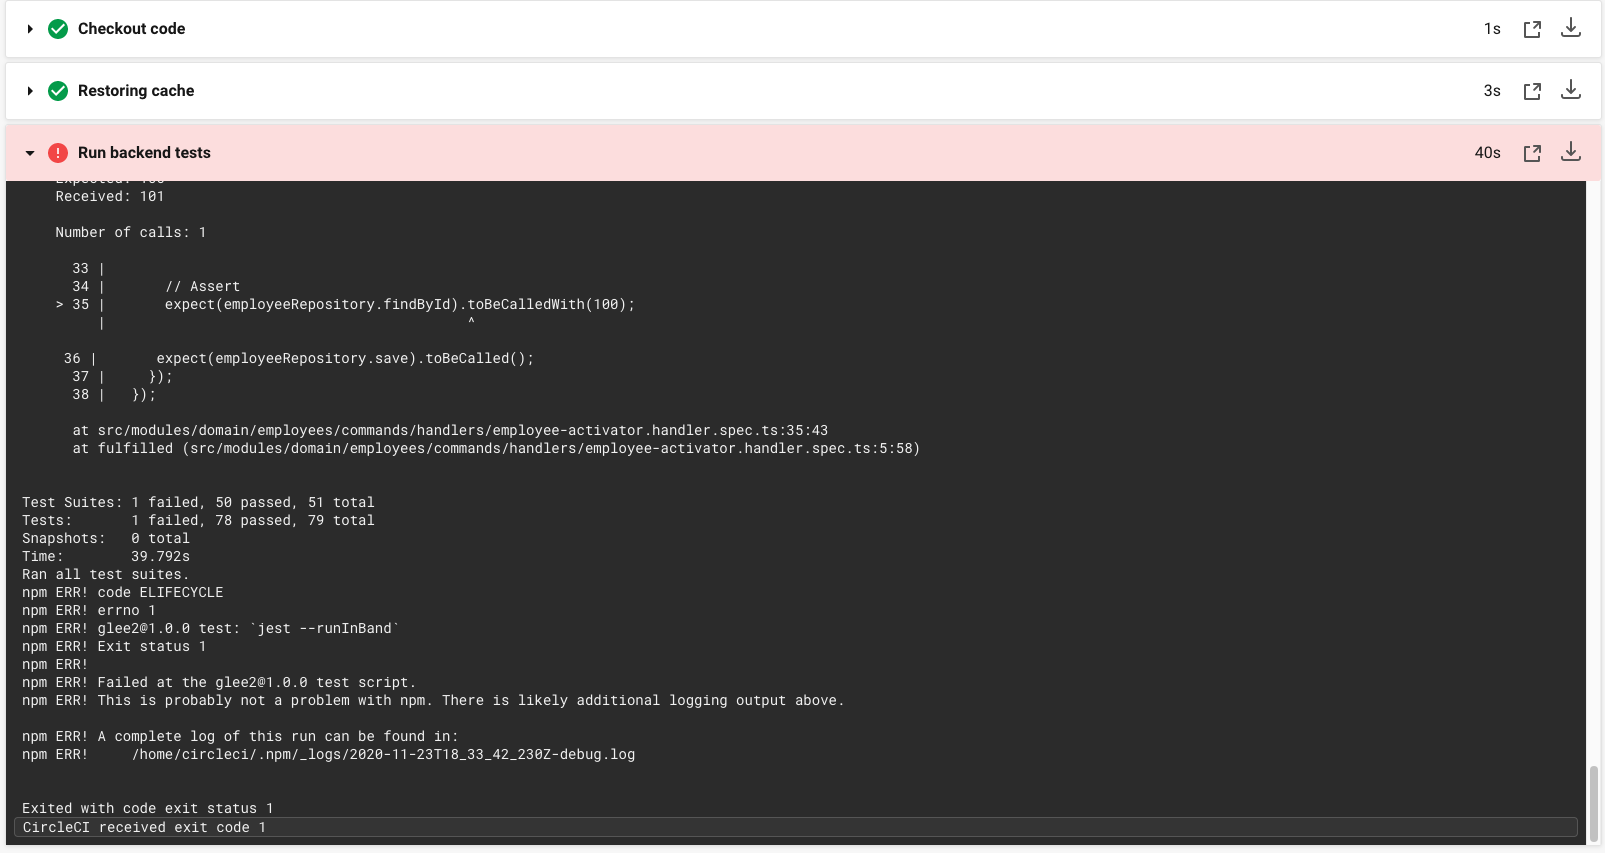 Checkout code 1s
Restoring cache 3s
Run backend tests 40s
Received: 101
Number of calls: 1
33 |
34 |       // Assert
> 35 |       expect(employeeRepository.findById).toBeCalledWith(100);
|                                           ^
36 |       expect(employeeRepository.save).toBeCalled();
37 |     });
38 |   });
at src/modules/domain/employees/commands/handlers/employee-activator.handler.spec.ts:35:43
at fulfilled (src/modules/domain/employees/commands/handlers/employee-activator.handler.spec.ts:5:58)
Test Suites: 1 failed, 50 passed, 51 total
Tests:       1 failed, 78 passed, 79 total
Snapshots:   0 total
Time:        39.792s
Ran all test suites.
npm ERR! code ELIFECYCLE
npm ERR! errno 1
npm ERR! glee2@1.0.0 test: `jest --runInBand`
npm ERR! Exit status 1
npm ERR!
npm ERR! Failed at the glee2@1.0.0 test script.
npm ERR! This is probably not a problem with npm. There is likely additional logging output above.
npm ERR! A complete log of this run can be found in:
npm ERR!     /home/circleci/.npm/_logs/2020-11-23T18_33_42_230Z-debug.log
Exited with code exit status 1
CircleCI received exit code 1